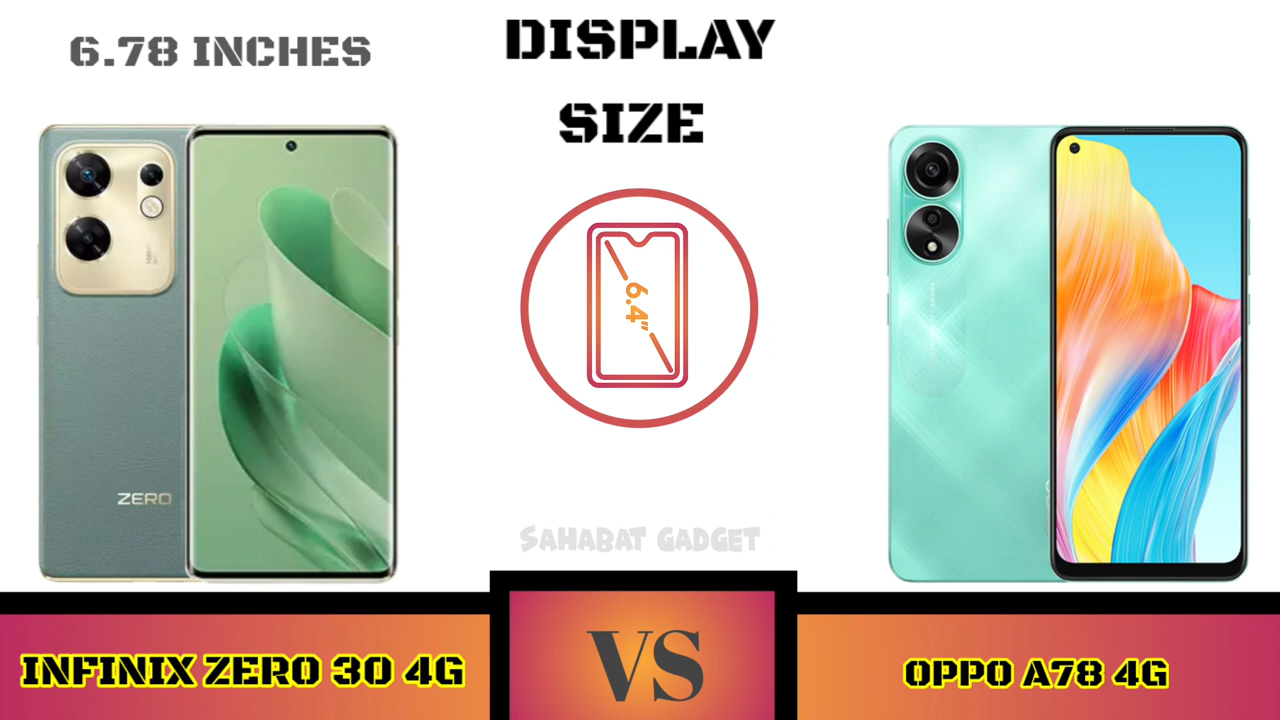 6.78 INCHES
DISPLAY
SIZE
6.4"
ZERO
SAHABAT GADGET
INFINIX ZERO 30 4G
VS
OPPO A78 4G